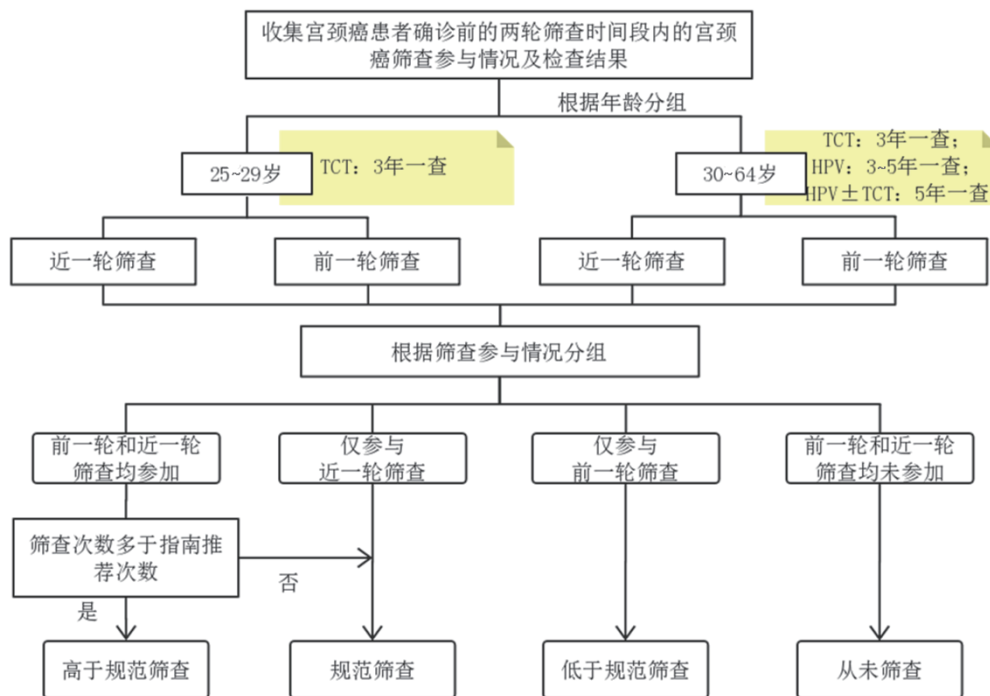 收集宫颈癌患者确诊前的两轮筛查时间段内的宫颈
癌筛查参与情况及检查结果
根据年龄分组
25~29岁
TCT: 3年一查
30~64岁
TCT: 3年一查;
HPV: 3~5年一查;
HPV±TCT: 5年一查
近一轮筛查
前一轮筛查
近一轮筛查
前一轮筛查
根据筛查参与情况分组
前一轮和近一轮
筛查均参加
仅参与
近一轮筛查
仅参与
前一轮筛查
前一轮和近一轮
筛查均未参加
筛查次数多于指南推
荐次数
否
是
高于规范筛查
规范筛查
低于规范筛查
从未筛查